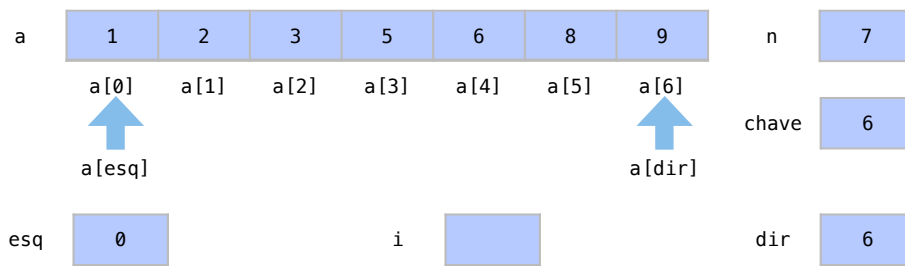 a 1 2 3 5 6 8 9 n 7
a[0] a[1] a[2] a[3] a[4] a[5] a[6]
chave 6
a[esq] a[dir]
esq 0 i dir 6